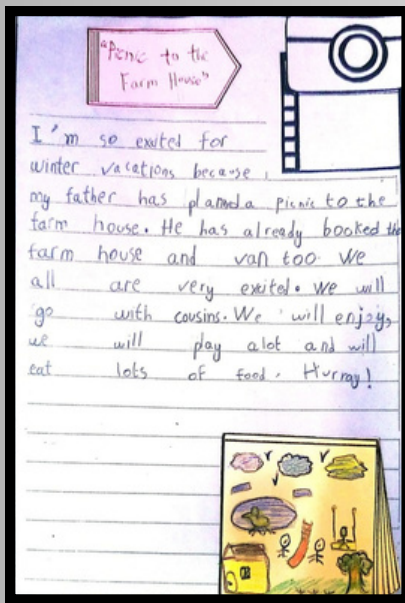 "Picnic to the
Farm House"
I'm so exited for
winter vacations because
my father has planed a picnic to the
farm house. He has already booked the
farm house and van too. We
all are very exited. We will
go with cousins. We will enjoy,
we will play alot and will
eat lots of food. Hurray!